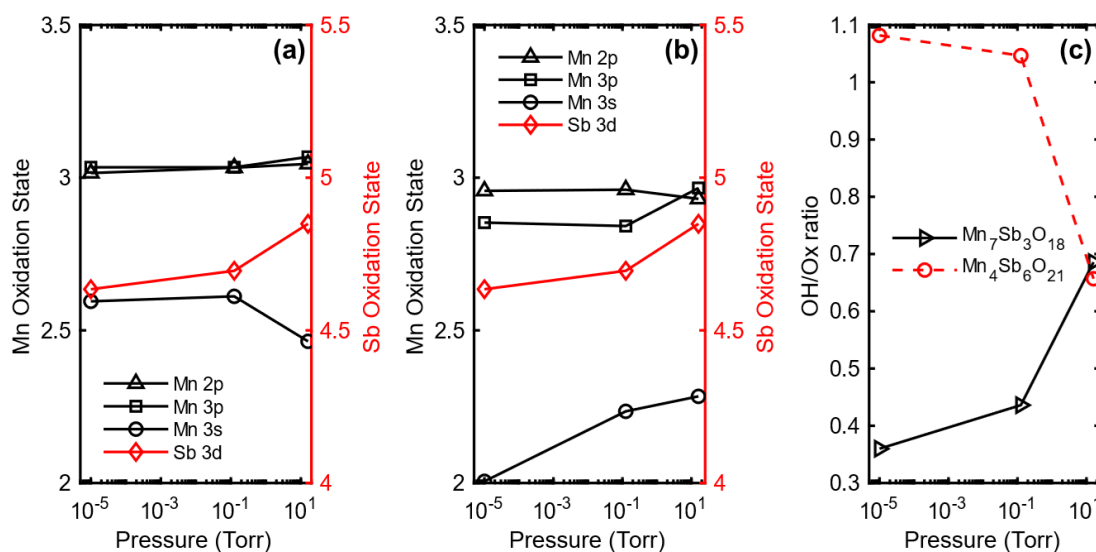 (a)
3.5
3
2.5
2
Mn Oxidation State
5.5
5
4.5
4
Sb Oxidation State
Mn 2p
Mn 3p
Mn 3s
Sb 3d
10⁻⁵ 10⁻³ 10⁻¹ 10¹
Pressure (Torr)
(b)
3.5
3
2.5
2
Mn Oxidation State
5.5
5
4.5
4
Sb Oxidation State
Mn 2p
Mn 3p
Mn 3s
Sb 3d
10⁻⁵ 10⁻³ 10⁻¹ 10¹
Pressure (Torr)
(c)
1.1
1
0.9
0.8
0.7
0.6
0.5
0.4
0.3
OH/Ox ratio
Mn₇Sb₃O₁₈
Mn₄Sb₆O₂₁
10⁻⁵ 10⁻³ 10⁻¹ 10¹
Pressure (Torr)